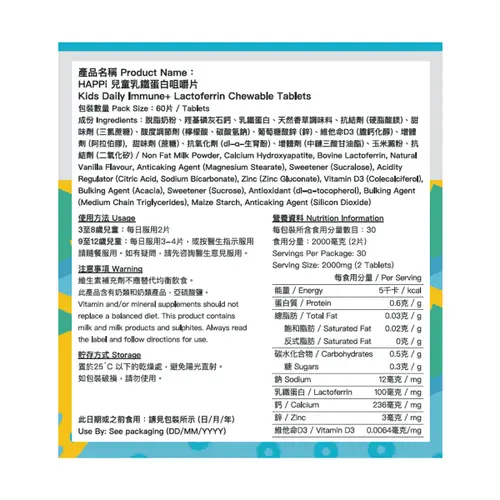 產品名稱 Product Name：
HAPPi 兒童乳鐵蛋白咀嚼片
Kids Daily Immune+ Lactoferrin Chewable Tablets
包裝數量 Pack Size：60片 / Tablets
成份 Ingredients：脫脂奶粉、羥基磷灰石鈣、乳鐵蛋白、天然香草調味料、抗結劑 (硬脂酸鎂)、甜
味劑 (三氯蔗糖)、酸度調節劑 (檸檬酸、碳酸氫鈉)、葡萄糖酸鋅 (鋅)、維他命D3 (膽鈣化醇)、增體
劑 (阿拉伯膠)、甜味劑 (蔗糖)、抗氧化劑 (dl-α-生育酚)、增體劑 (中鏈三酸甘油酯)、玉米澱粉、抗
結劑 (二氧化矽) / Non Fat Milk Powder, Calcium Hydroxyapatite, Bovine Lactoferrin, Natural
Vanilla Flavour, Anticaking Agent (Magnesium Stearate), Sweetener (Sucralose), Acidity
Regulator (Citric Acid, Sodium Bicarbonate), Zinc (Zinc Gluconate), Vitamin D3 (Colecalciferol),
Bulking Agent (Acacia), Sweetener (Sucrose), Antioxidant (dl-α-tocopherol), Bulking Agent
(Medium Chain Triglycerides), Maize Starch, Anticaking Agent (Silicon Dioxide)
使用方法 Usage
3至8歲兒童：每日服用2片
9至12歲兒童：每日服用3-4片，或按醫生指示服用
請隨餐服用。如有疑問，請先咨詢醫生意見服用。
注意事項 Warning
維生素補充劑不應替代均衡飲食。
此產品含有奶類和奶類產品，亞硫酸鹽。
Vitamin and/or mineral supplements should not
replace a balanced diet. This product contains
milk and milk products and sulphites. Always read
the label and follow directions for use.
貯存方式 Storage
置於25°C 以下的乾燥處，避免陽光直射。
如包裝破損，請勿使用。
此日期或之前食用：請見包裝所示 (日/月/年)
Use By: See packaging (DD/MM/YYYY)
營養資料 Nutrition Information
每包裝所含食用分量數目：30
食用分量：2000毫克 (2片)
Servings Per Package: 30
Serving Size: 2000mg (2 Tablets)
每食用分量 / Per Serving
能量 / Energy 5千卡 / kcal
蛋白質 / Protein 0.6克 / g
總脂肪 / Total Fat 0.03克 / g
飽和脂肪 / Saturated Fat 0.02克 / g
反式脂肪 / Saturated Fat 0克 / g
碳水化合物 / Carbohydrates 0.5克 / g
糖 Sugars 0.3克 / g
鈉 Sodium 12毫克 / mg
乳鐵蛋白 / Lactoferrin 100毫克 / mg
鈣 / Calcium 236毫克 / mg
鋅 / Zinc 3毫克 / mg
維他命D3 / Vitamin D3 0.0064毫克/ mg